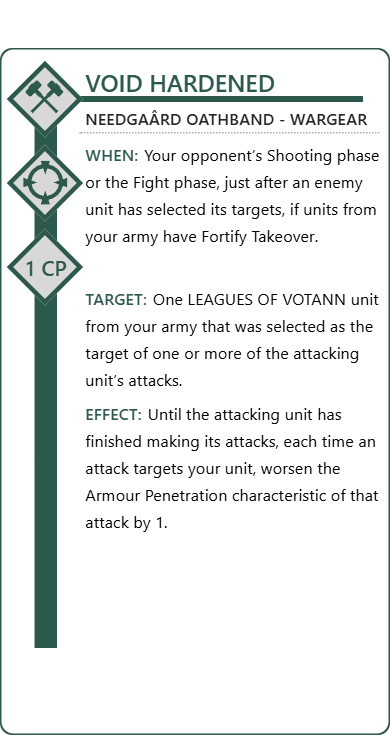 VOID HARDENED
NEEDGAÂRD OATHBAND - WARGEAR
WHEN: Your opponent's Shooting phase
or the Fight phase, just after an enemy
unit has selected its targets, if units from
your army have Fortify Takeover.
1 CP
TARGET: One LEAGUES OF VOTANN unit
from your army that was selected as the
target of one or more of the attacking
unit's attacks.
EFFECT: Until the attacking unit has
finished making its attacks, each time an
attack targets your unit, worsen the
Armour Penetration characteristic of that
attack by 1.